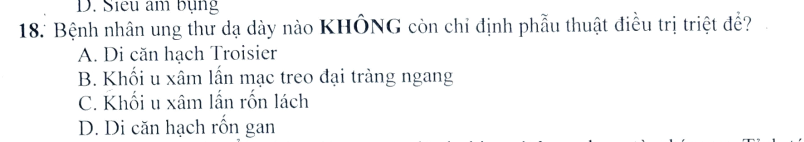 D. Siêu âm bụng
18. Bệnh nhân ung thư dạ dày nào KHÔNG còn chỉ định phẫu thuật điều trị triệt để?
A. Di căn hạch Troisier
B. Khối u xâm lấn mạc treo đại tràng ngang
C. Khối u xâm lấn rốn lách
D. Di căn hạch rốn gan